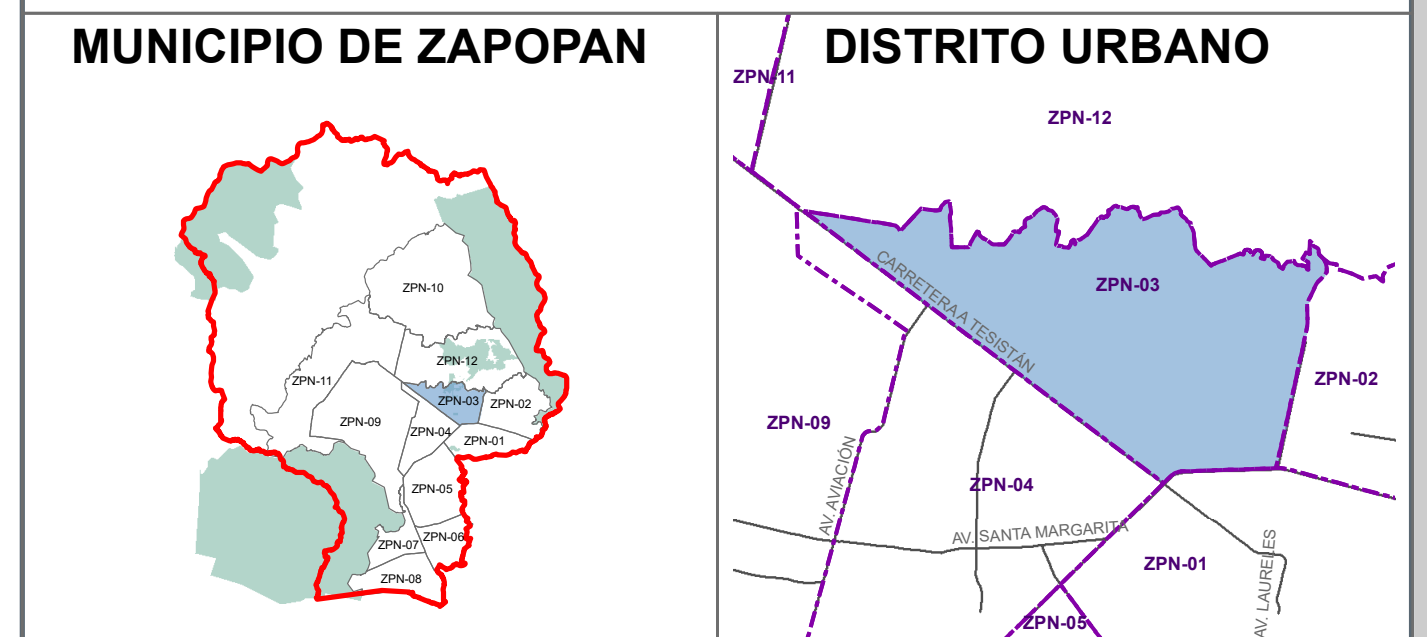 MUNICIPIO DE ZAPOPAN
ZPN-10
ZPN-12
ZPN-11
ZPN-03
ZPN-02
ZPN-09
ZPN-04
ZPN-01
ZPN-05
ZPN-06
ZPN-07
ZPN-08
DISTRITO URBANO
ZPN-11
ZPN-12
CARRETERA A TESISTÁN
ZPN-03
ZPN-02
ZPN-09
AV. AVIACIÓN
ZPN-04
AV. SANTA MARGARITA
ZPN-01
AV. LAURELES
ZPN-05